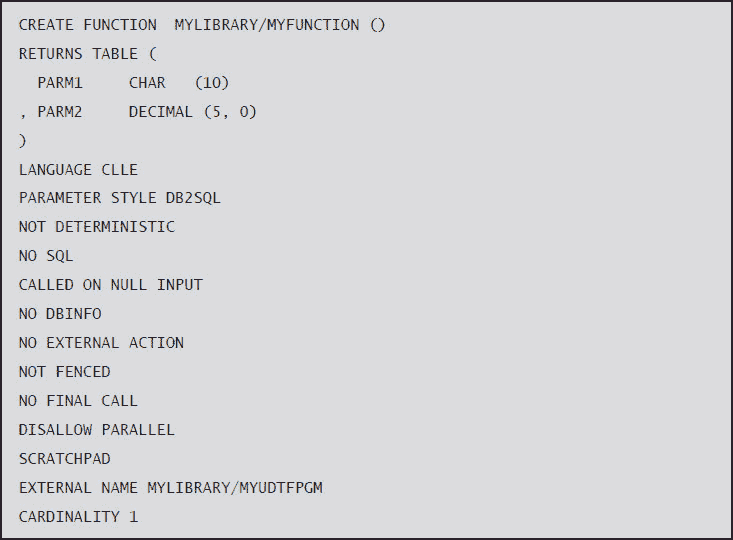 CREATE FUNCTION  MYLIBRARY/MYFUNCTION ()
RETURNS TABLE (
  PARM1     CHAR   (10)
, PARM2     DECIMAL (5, 0)
)
LANGUAGE CLLE
PARAMETER STYLE DB2SQL
NOT DETERMINISTIC
NO SQL
CALLED ON NULL INPUT
NO DBINFO
NO EXTERNAL ACTION
NOT FENCED
NO FINAL CALL
DISALLOW PARALLEL
SCRATCHPAD
EXTERNAL NAME MYLIBRARY/MYUDTFPGM
CARDINALITY 1